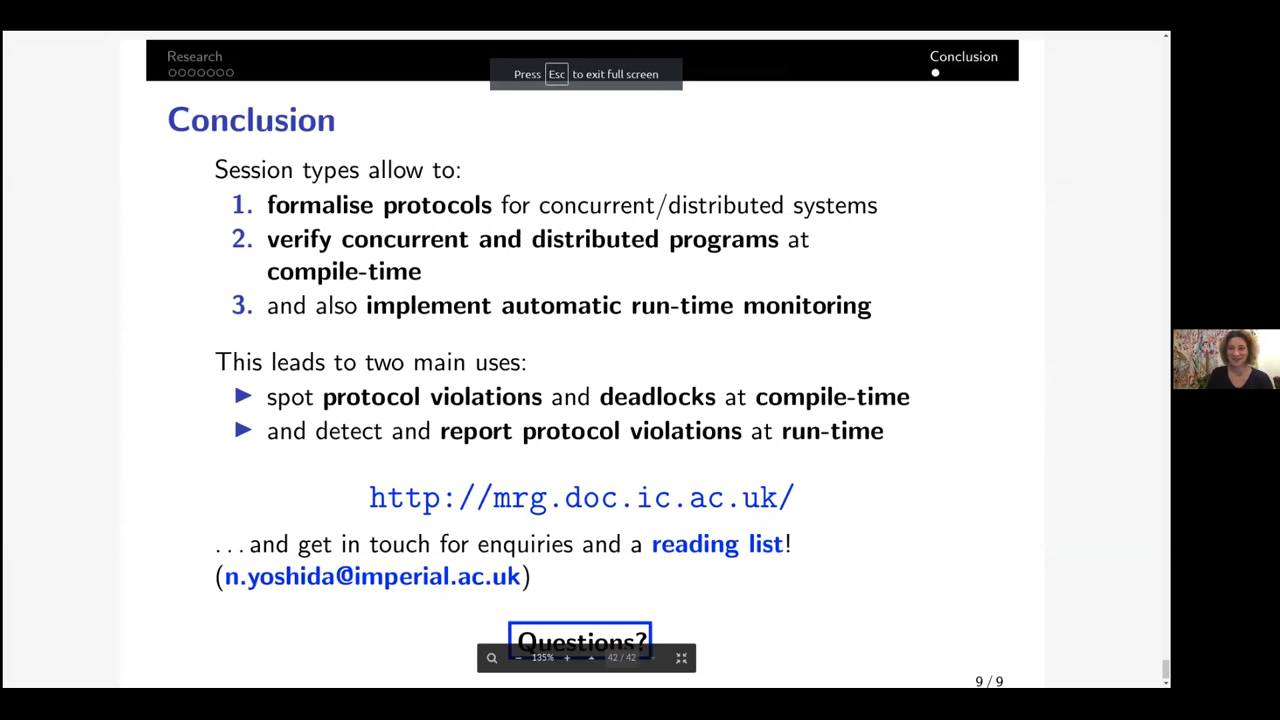 Research
Conclusion
Press Esc to exit full screen
Conclusion
Session types allow to:
1. formalise protocols for concurrent/distributed systems
2. verify concurrent and distributed programs at
compile-time
3. and also implement automatic run-time monitoring
This leads to two main uses:
▶ spot protocol violations and deadlocks at compile-time
▶ and detect and report protocol violations at run-time
http://mrg.doc.ic.ac.uk/
...and get in touch for enquiries and a reading list!
(n.yoshida@imperial.ac.uk)
Questions?
135%
42 / 42
9 / 9